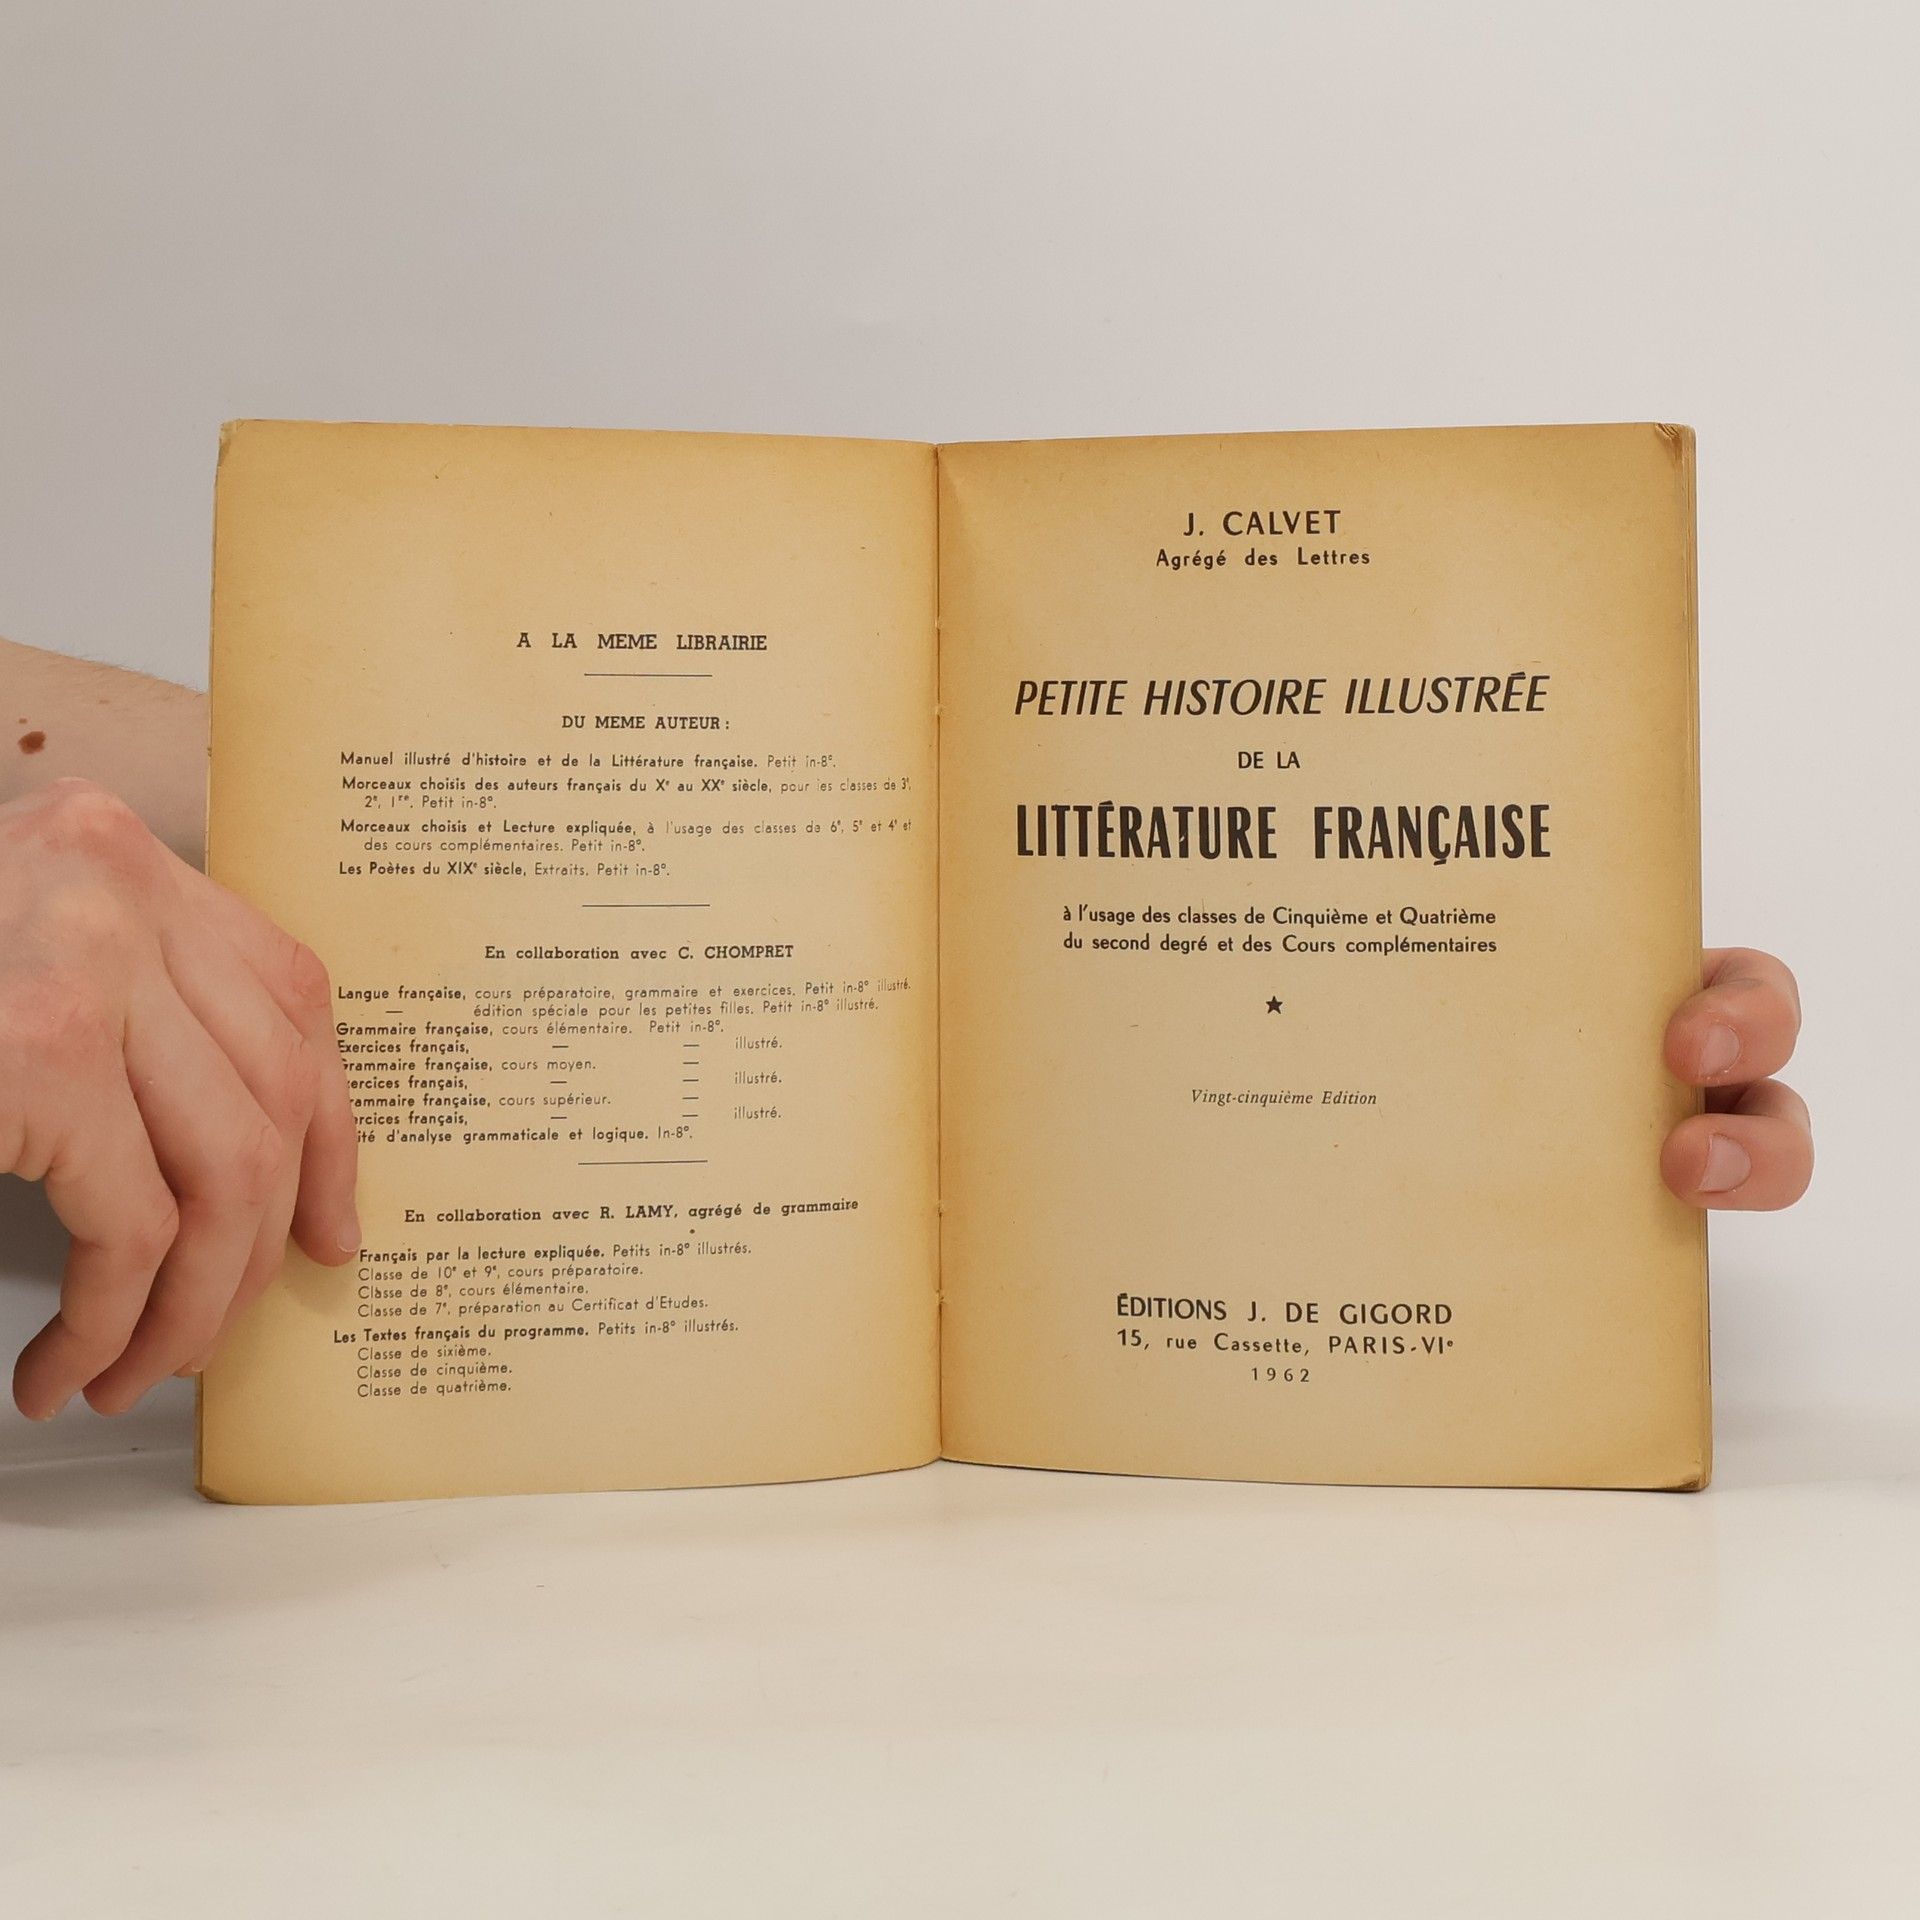 A LA MEME LIBRAIRIE
DU MEME AUTEUR :
Manuel illustré d'histoire et de la Littérature française. Petit in-8°.
Morceaux choisis des auteurs français du Xe au XXe siècle, pour les classes de 3e,
2e, 1re. Petit in-8°.
Morceaux choisis et Lecture expliquée, à l'usage des classes de 6e, 5e et 4e et
des cours complémentaires. Petit in-8°.
Les Poètes du XIXe siècle, Extraits, Petit in-8°.
En collaboration avec C. CHOMPRET
Langue française, cours préparatoire, grammaire et exercices. Petit in-8° illustré.
— édition spéciale pour les petites filles. Petit in-8° illustré.
Grammaire française, cours élémentaire. Petit in-8°.
Exercices français, — — illustré.
Grammaire française, cours moyen. —
xercices français, — — illustré.
rammaire française, cours supérieur. —
ercices français, — — illustré.
ité d'analyse grammaticale et logique. In-8°.
En collaboration avec R. LAMY, agrégé de grammaire
Français par la lecture expliquée. Petits in-8° illustrés.
Classe de 10e et 9e, cours préparatoire.
Classe de 8e, cours élémentaire.
Classe de 7e, préparation au Certificat d'Etudes.
Les Textes français du programme. Petits in-8° illustrés.
Classe de sixième.
Classe de cinquième.
Classe de quatrième.
J. CALVET
Agrégé des Lettres
PETITE HISTOIRE ILLUSTRÉE
DE LA
LITTÉRATURE FRANÇAISE
à l'usage des classes de Cinquième et Quatrième
du second degré et des Cours complémentaires
★
Vingt-cinquième Edition
ÉDITIONS J. DE GIGORD
15, rue Cassette, PARIS-VIe
1962